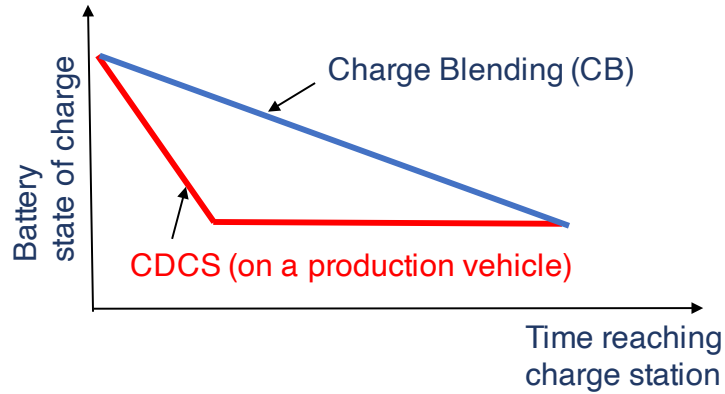 Battery
state of charge
Charge Blending (CB)
CDCS (on a production vehicle)
Time reaching
charge station